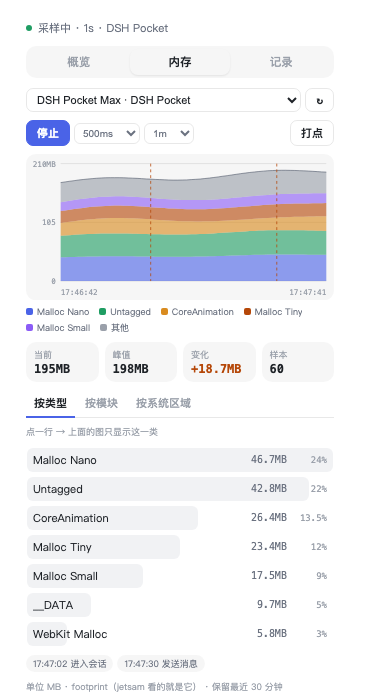 采样中 · 1s · DSH Pocket
概览 内存 记录
DSH Pocket Max · DSH Pocket ↻
停止 500ms 1m 打点
210MB
105
0
17:46:42 17:47:41
Malloc Nano Untagged CoreAnimation Malloc Tiny
Malloc Small 其他
当前 峰值 变化 样本
195MB 198MB +18.7MB 60
按类型 按模块 按系统区域
点一行 → 上面的图只显示这一类
Malloc Nano 46.7MB 24%
Untagged 42.8MB 22%
CoreAnimation 26.4MB 13.5%
Malloc Tiny 23.4MB 12%
Malloc Small 17.5MB 9%
__DATA 9.7MB 5%
WebKit Malloc 5.8MB 3%
17:47:02 进入会话 17:47:30 发送消息
单位 MB · footprint（jetsam 看的就是它） · 保留最近 30 分钟